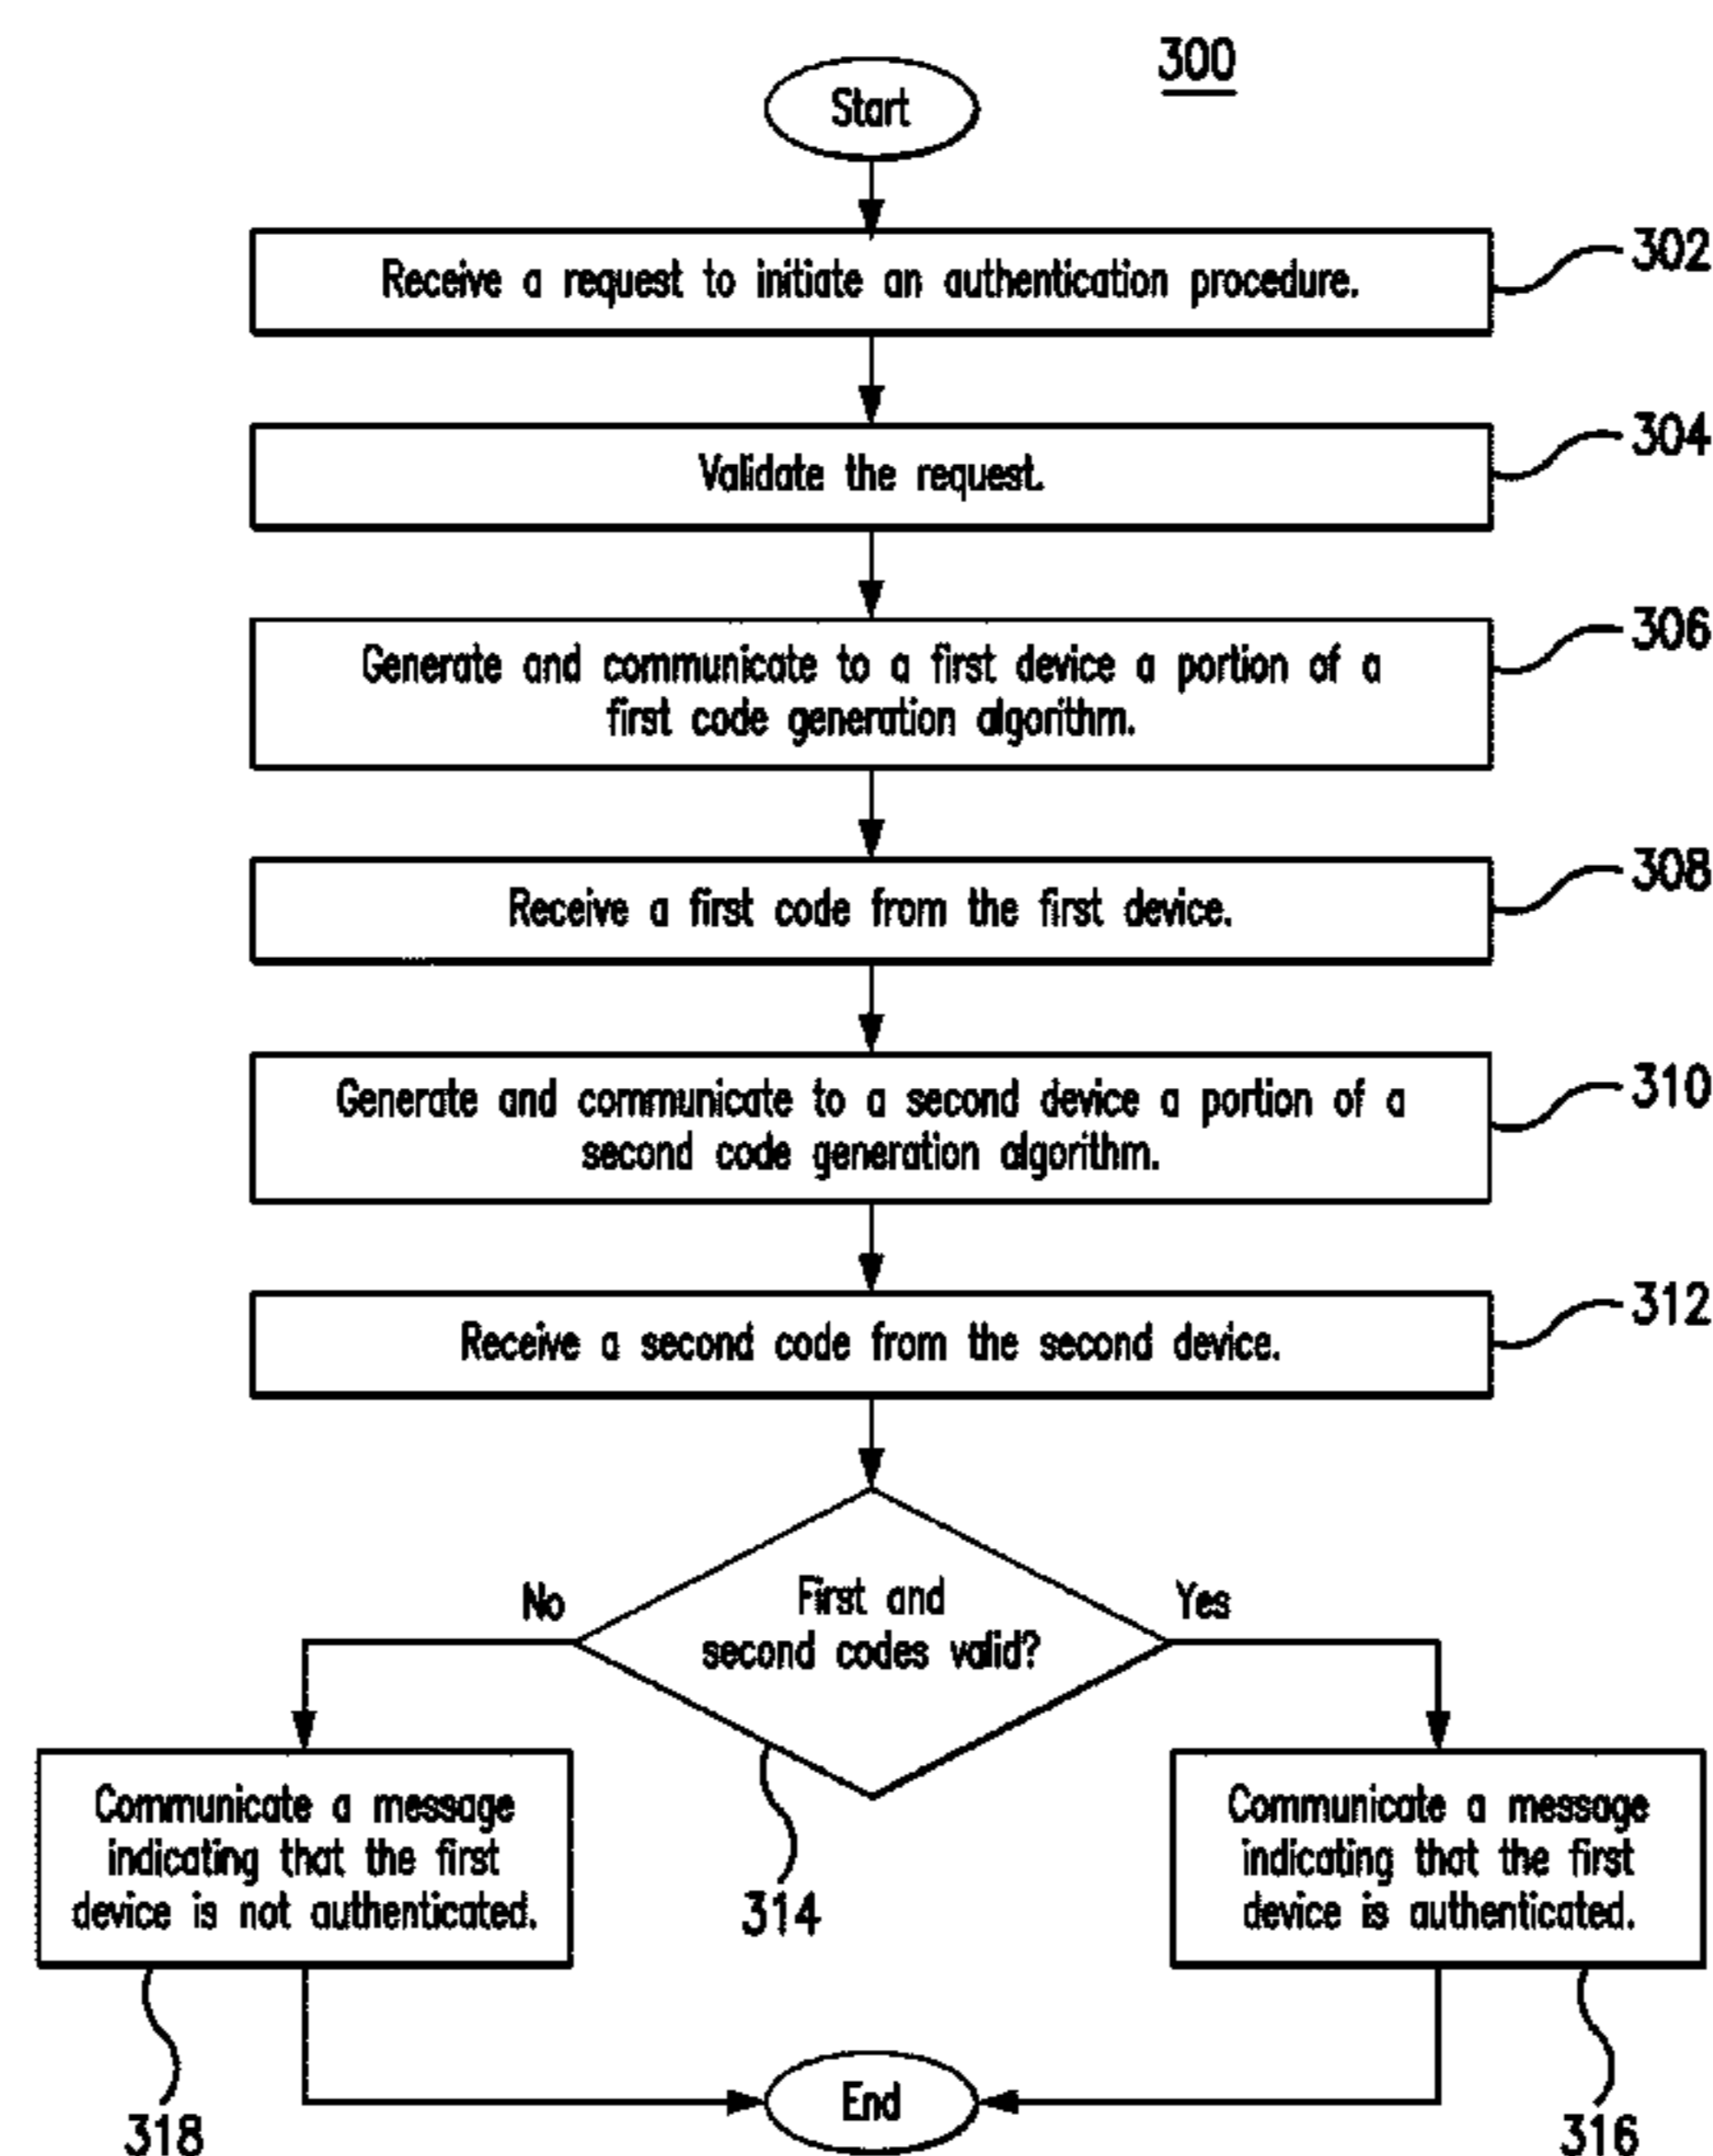 300
Start
Receive a request to initiate an authentication procedure.
302
Validate the request.
304
Generate and communicate to a first device a portion of a
first code generation algorithm.
306
Receive a first code from the first device.
308
Generate and communicate to a second device a portion of a
second code generation algorithm.
310
Receive a second code from the second device.
312
First and
second codes valid?
No
Yes
314
Communicate a message
indicating that the first
device is not authenticated.
318
Communicate a message
indicating that the first
device is authenticated.
316
End